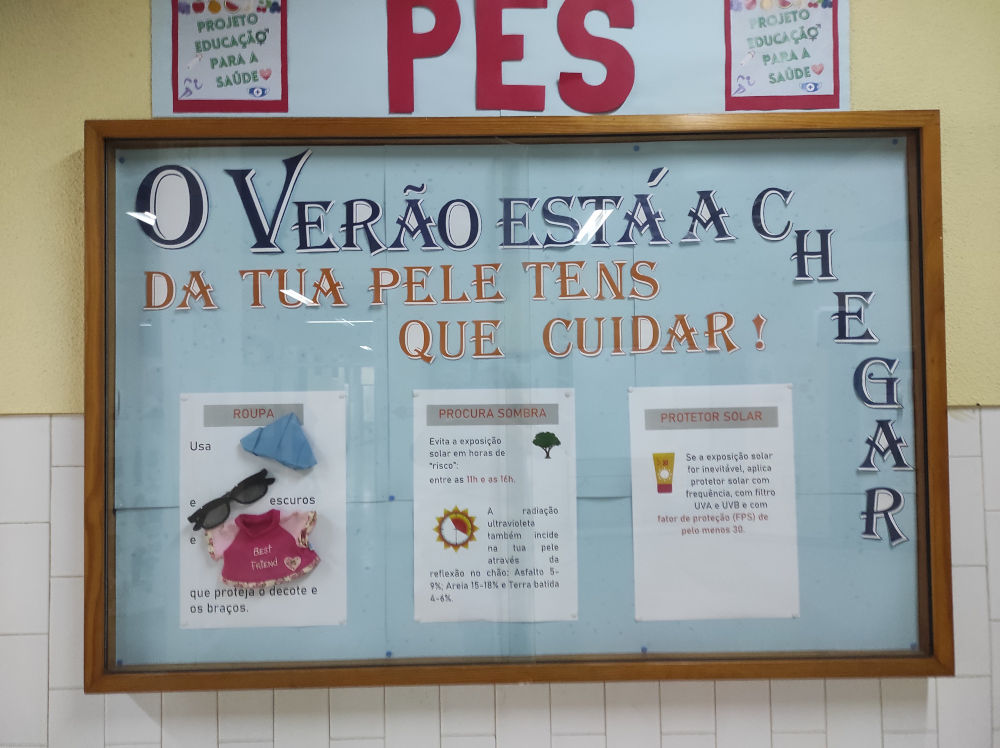 PROJETO
EDUCAÇÃO
PARA A
SAÚDE
PES
PROJETO
EDUCAÇÃO
PARA A
SAÚDE
O VERÃO ESTÁ A CHEGAR
DA TUA PELE TENS
QUE CUIDAR!
ROUPA
Usa
e escuros
e
BEST
FRIEND
que proteja o decote e
os braços.
PROCURA SOMBRA
Evita a exposição
solar em horas de
"risco":
entre as 11h e as 16h.
A radiação
ultravioleta
também incide
na tua pele
através da
reflexão no chão: Asfalto 5-
9%; Areia 15-18% e Terra batida
4-6%.
PROTETOR SOLAR
Se a exposição solar
for inevitável, aplica
protetor solar com
frequência, com filtro
UVA e UVB e com
fator de proteção (FPS) de
pelo menos 30.